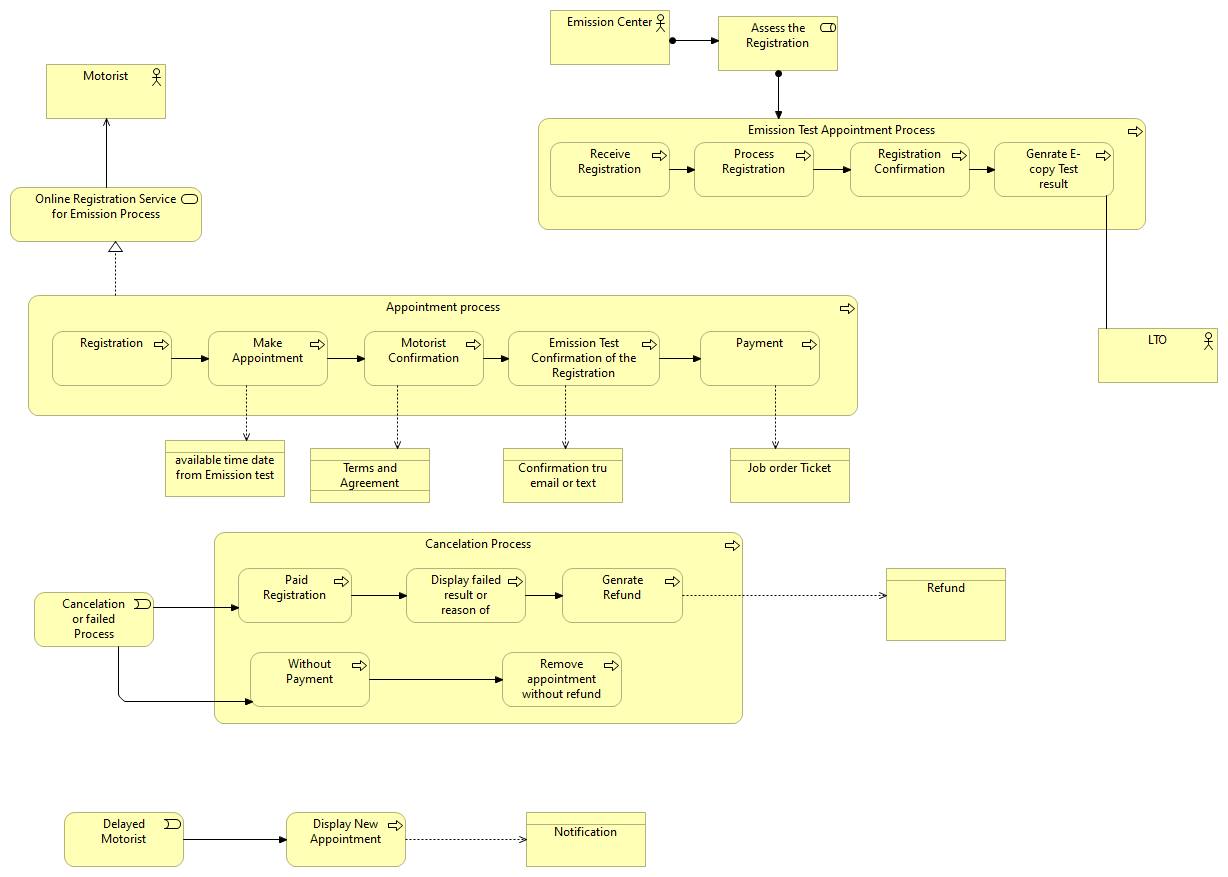 Emission Center
Assess the
Registration
Motorist
Emission Test Appointment Process
Receive
Registration
Process
Registration
Registration
Confirmation
Genrate E-
copy Test
result
Online Registration Service
for Emission Process
Appointment process
Registration
Make
Appointment
Motorist
Confirmation
Emission Test
Confirmation of the
Registration
Payment
LTO
available time date
from Emission test
Terms and
Agreement
Confirmation tru
email or text
Job order Ticket
Cancelation Process
Paid
Registration
Display failed
result or
reason of
Genrate
Refund
Refund
Cancelation
or failed
Process
Without
Payment
Remove
appointment
without refund
Delayed
Motorist
Display New
Appointment
Notification